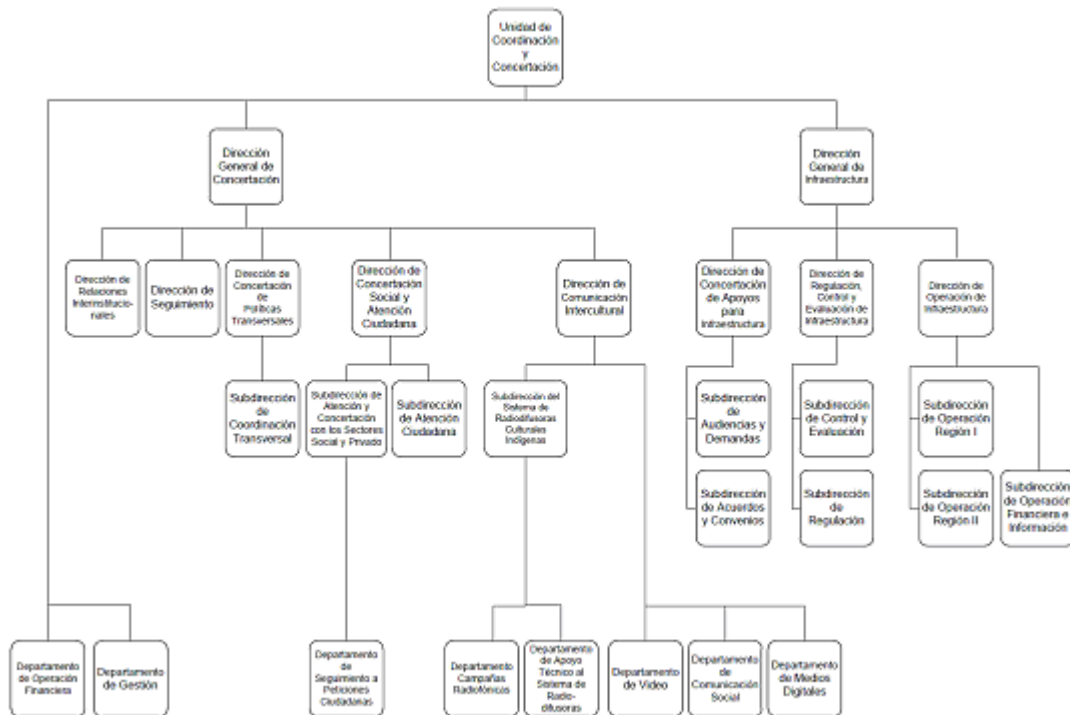 Unidad de
Coordinación
y
Concertación
Dirección
General de
Concertación
Dirección
General de
Infraestructura
Dirección de
Relaciones
Interinstitucio-
nales
Dirección de
Seguimiento
Dirección de
Concertación
de
Políticas
Transversales
Dirección de
Concertación
Social y
Atención
Ciudadana
Dirección
de
Comunicación
Intercultural
Dirección de
Concertación
de Apoyos
para
Infraestructura
Dirección de
Regulación,
Control y
Evaluación de
Infraestructura
Dirección de
Operación de
Infraestructura
Subdirección
de
Coordinación
Transversal
Subdirección de
Atención y
Concertación
con los Sectores
Social y Privado
Subdirección
de Atención
Ciudadana
Subdirección del
Sistema de
Radiodifusoras
Culturales
Indígenas
Subdirección
de
Audiencias y
Demandas
Subdirección
de Control y
Evaluación
Subdirección
de Operación
Región I
Subdirección
de Acuerdos
y Convenios
Subdirección
de
Regulación
Subdirección
de Operación
Región II
Subdirección
de Operación
Financiera e
Información
Departamento
de Operación
Financiera
Departamento
de Gestión
Departamento
de
Seguimiento a
Peticiones
Ciudadanas
Departamento
Campañas
Radiofónicas
Departamento
de Apoyo
Técnico al
Sistema de
Radio-
difusoras
Departamento
de Video
Departamento
de
Comunicación
Social
Departamento
de Medios
Digitales